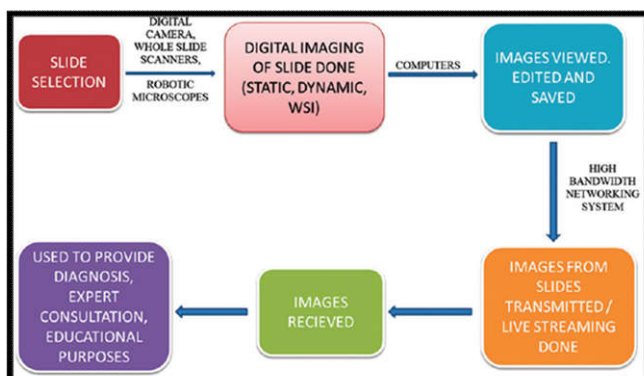 SLIDE
SELECTION
DIGITAL
CAMERA,
WHOLE SLIDE
SCANNERS,
ROBOTIC
MICROSCOPES
DIGITAL IMAGING
OF SLIDE DONE
(STATIC, DYNAMIC,
WSI)
COMPUTERS
IMAGES VIEWED.
EDITED AND
SAVED
HIGH
BANDWIDTH
NETWORKING
SYSTEM
IMAGES FROM
SLIDES
TRANSMITTED /
LIVE STREAMING
DONE
IMAGES
RECIEVED
USED TO PROVIDE
DIAGNOSIS,
EXPERT
CONSULTATION,
EDUCATIONAL
PURPOSES